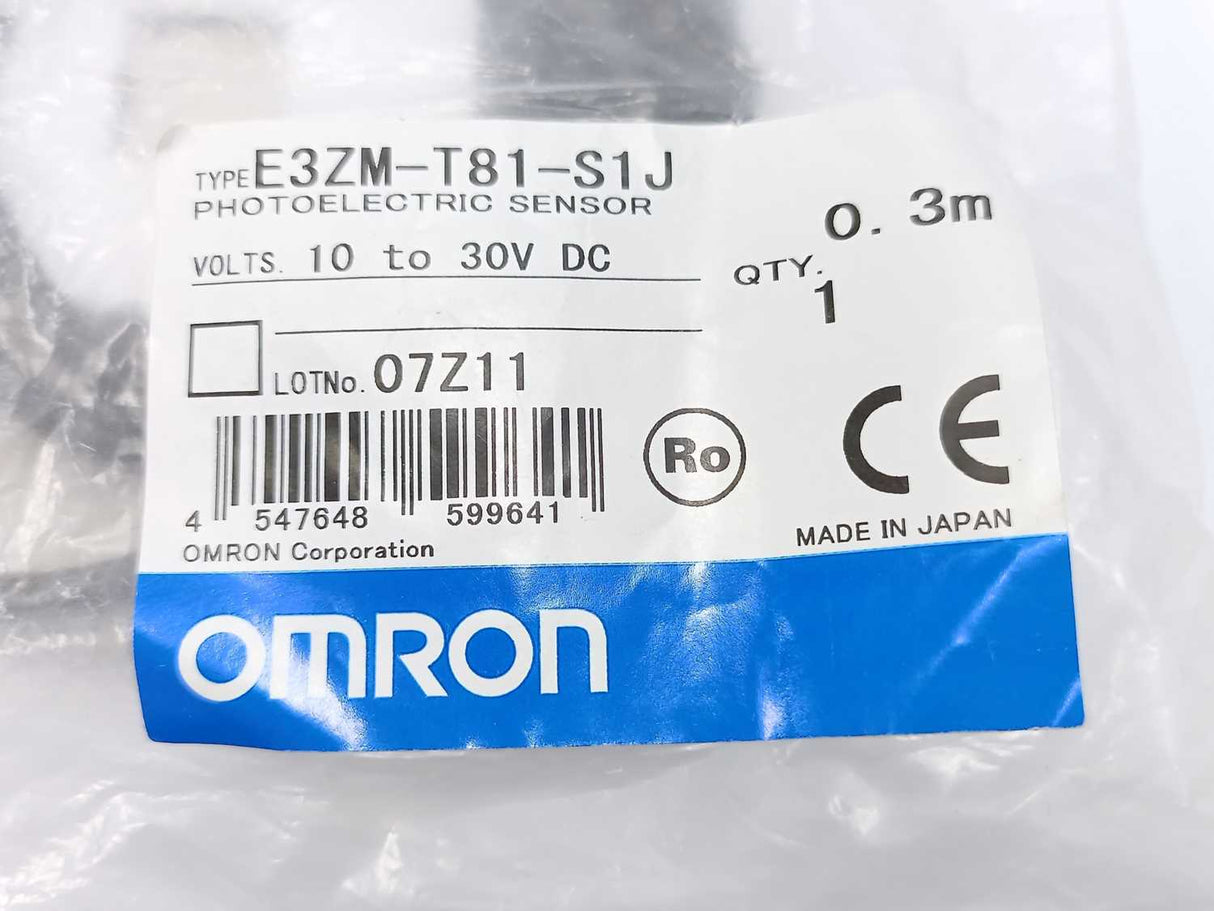 TYPE E3ZM-T81-S1J
PHOTOELECTRIC SENSOR
0. 3m
VOLTS. 10 to 30V DC
QTY.
1
LOTNo. 07Z11
Ro
CE
4 547648 599641
MADE IN JAPAN
OMRON Corporation
OMRON